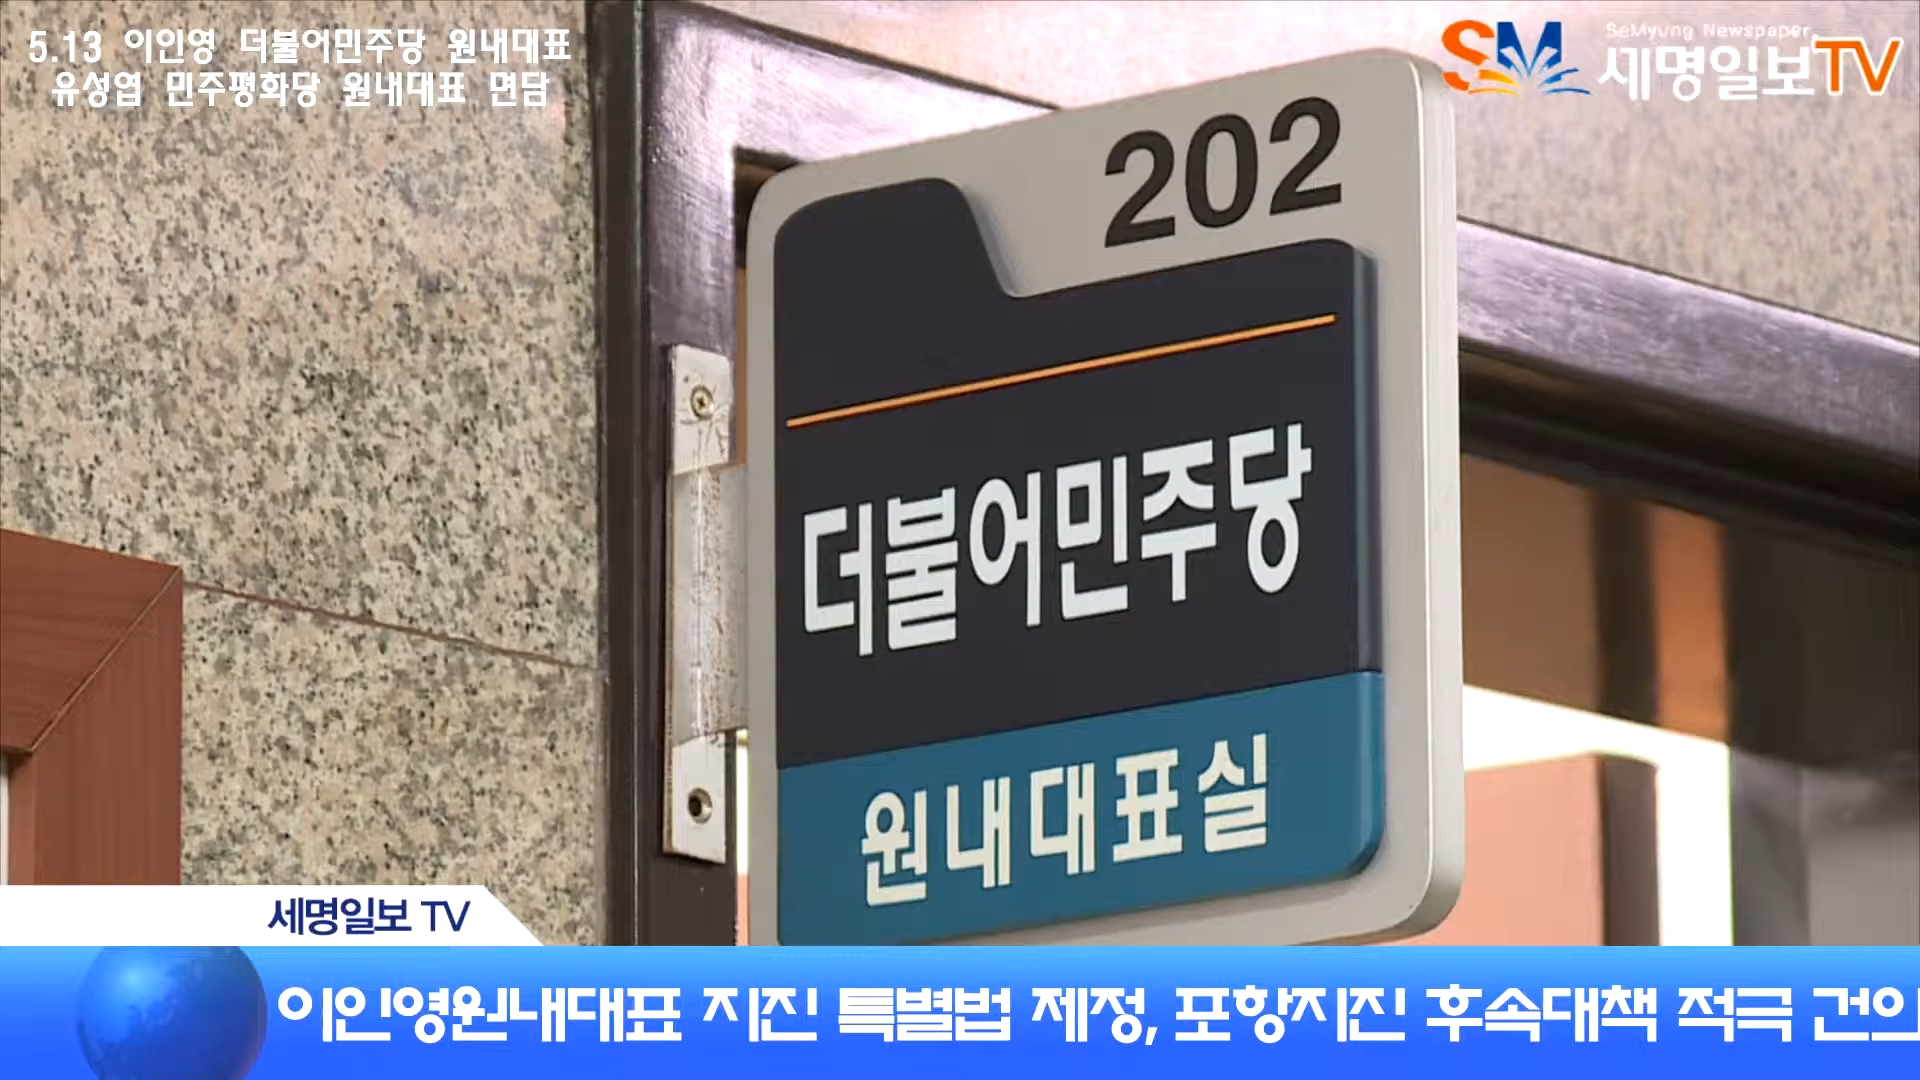 5.13 이인영 더불어민주당 원내대표
유성엽 민주평화당 원내대표 면담
SM
SeMyung Newspaper
세명일보TV
202
더불어민주당
원내대표실
세명일보 TV
이인영원내대표 지진 특별법 제정, 포항지진 후속대책 적극 건의